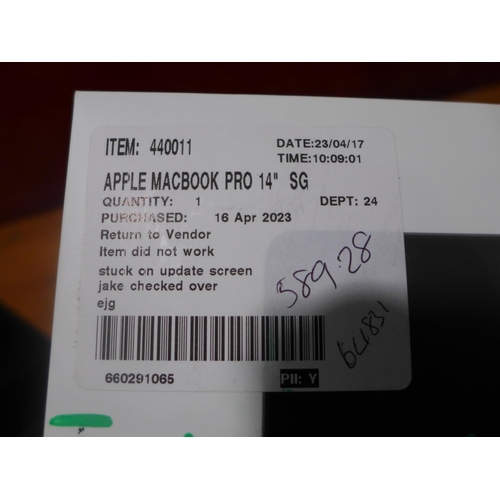 ITEM: 440011 DATE:23/04/17
TIME:10:09:01
APPLE MACBOOK PRO 14" SG
QUANTITY: 1 DEPT: 24
PURCHASED: 16 Apr 2023
Return to Vendor
Item did not work
stuck on update screen
jake checked over
ejg
589.28
64831
660291065 PII: Y